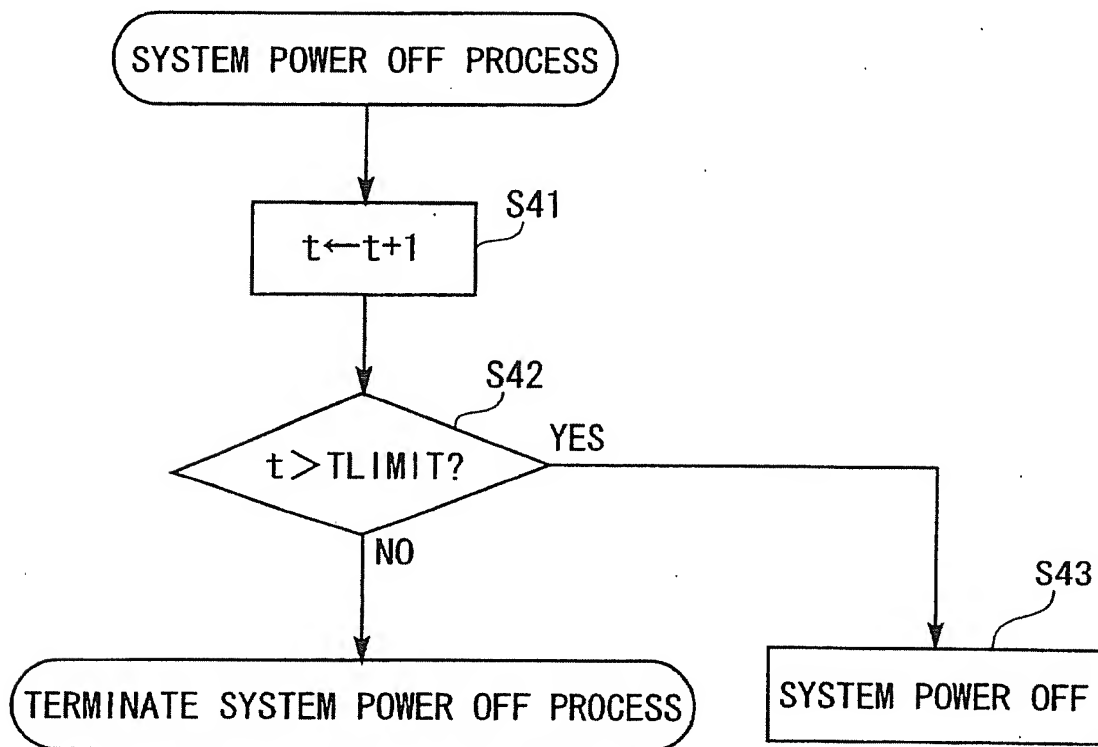 SYSTEM POWER OFF PROCESS
S41
t←t+1
S42
t>TLIMIT?
YES
NO
S43
TERMINATE SYSTEM POWER OFF PROCESS
SYSTEM POWER OFF